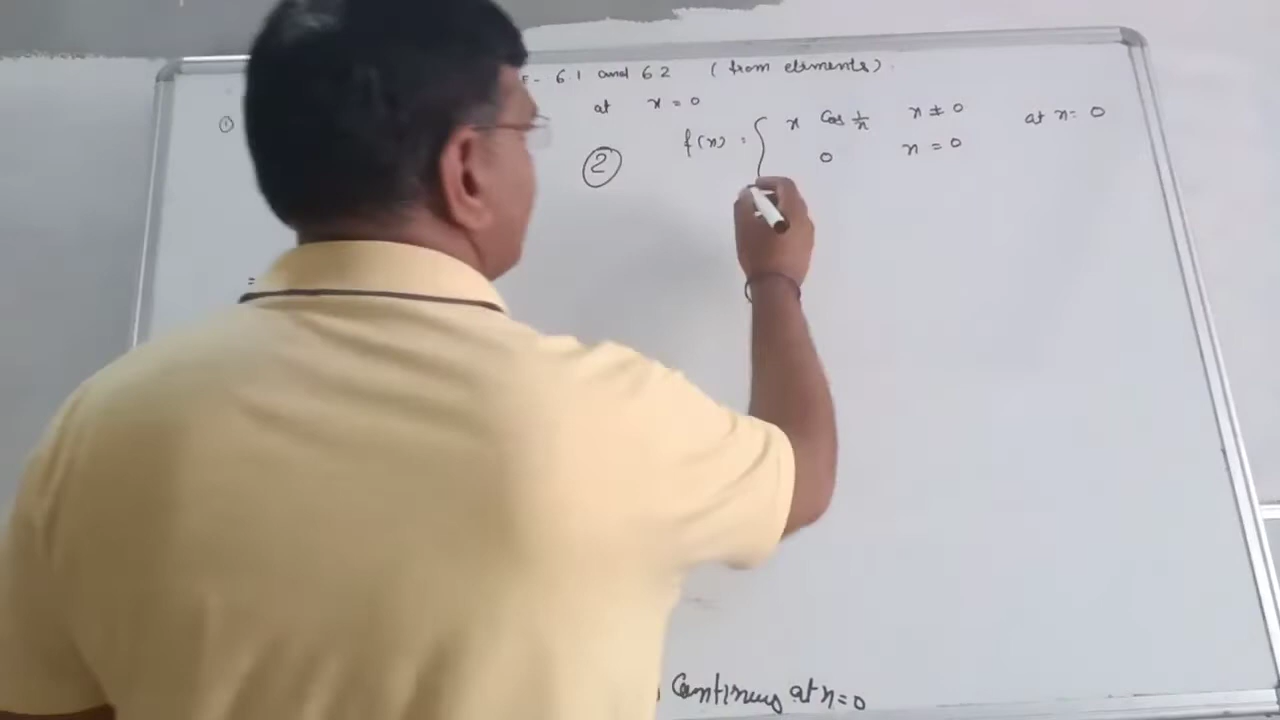 - 6.1 and 6.2 (from eliments).
① at x = 0
② f(x) = { x Cos 1/x x ≠ 0 at x = 0
0 x = 0
=
Continuous at x = 0